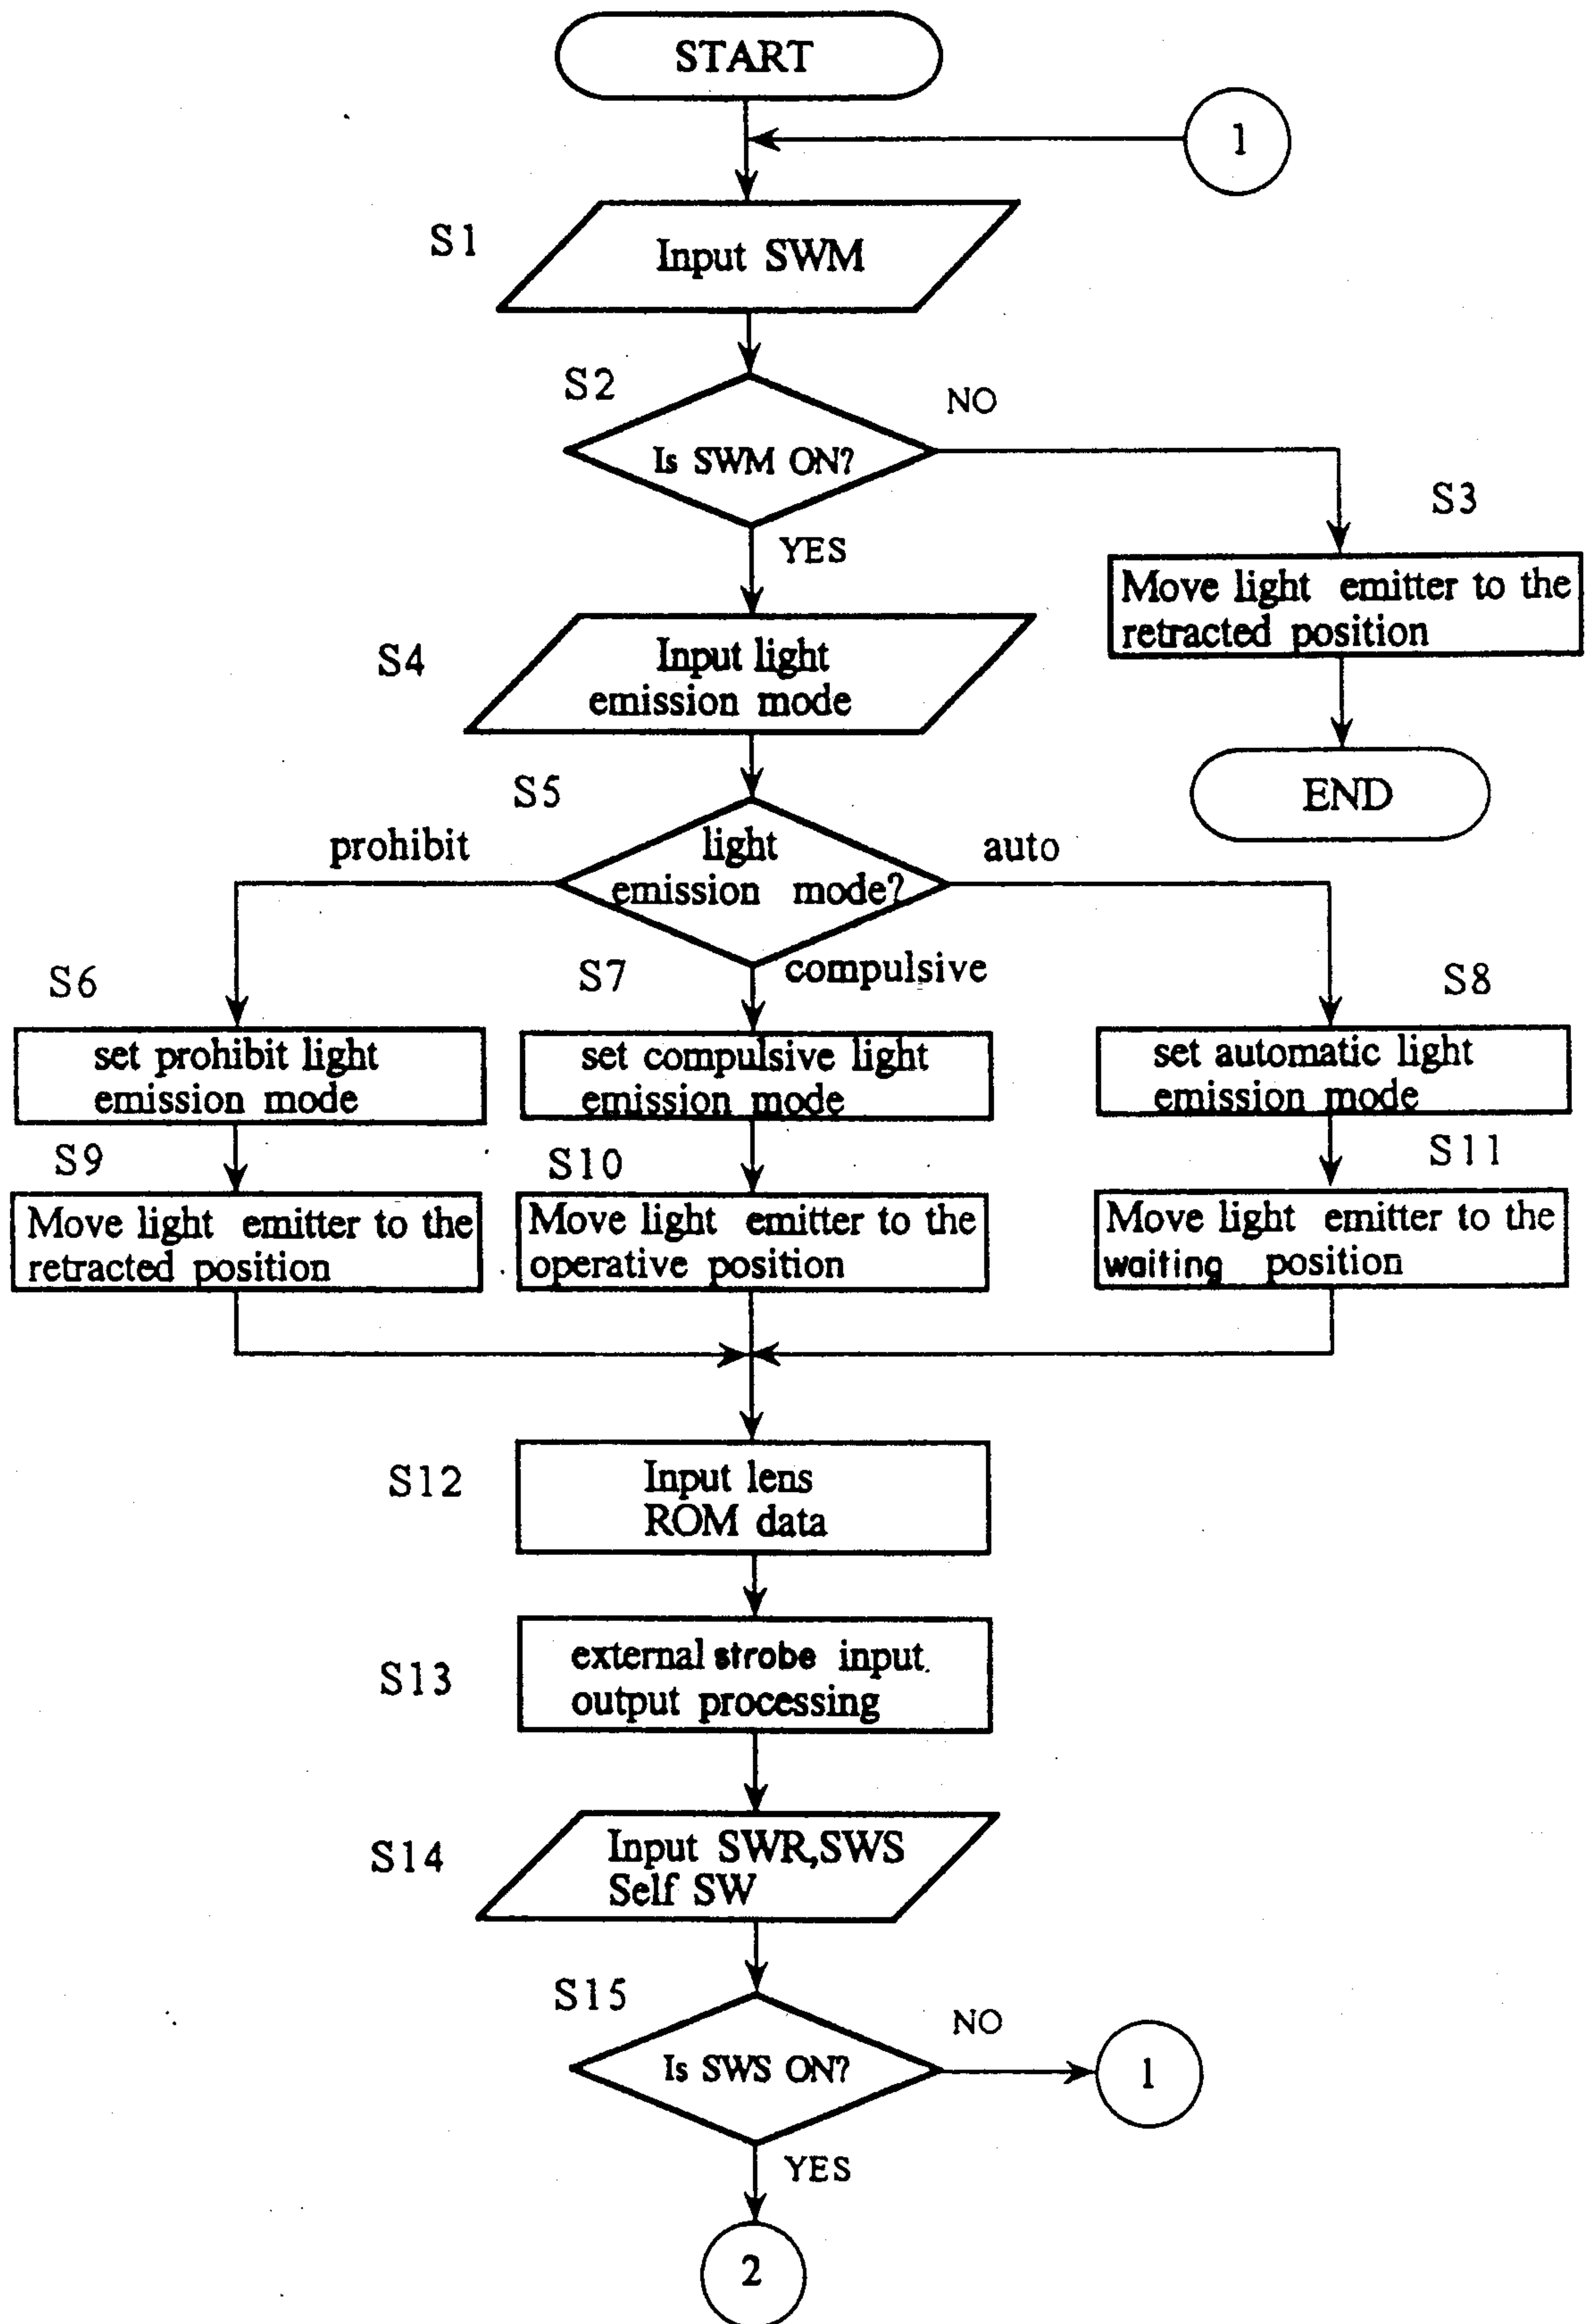 START
1
S1
Input SWM
S2
NO
Is SWM ON?
YES
S3
Move light emitter to the
retracted position
END
S4
Input light
emission mode
S5
prohibit
light
emission mode?
auto
compulsive
S6
set prohibit light
emission mode
S7
set compulsive light
emission mode
S8
set automatic light
emission mode
S9
Move light emitter to the
retracted position
S10
Move light emitter to the
operative position
S11
Move light emitter to the
waiting position
S12
Input lens
ROM data
S13
external strobe input.
output processing
S14
Input SWR,SWS
Self SW
S15
NO
Is SWS ON?
1
YES
2